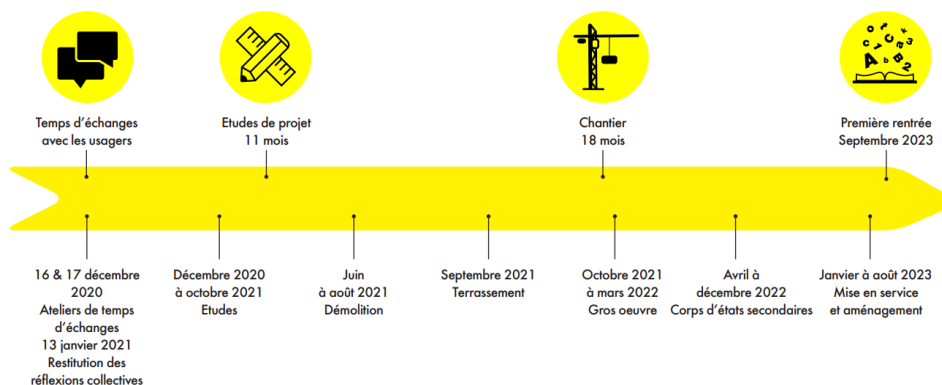 Temps d'échanges
avec les usagers
Etudes de projet
11 mois
Chantier
18 mois
Première rentrée
Septembre 2023
16 & 17 décembre
2020
Ateliers de temps
d'échanges
13 janvier 2021
Restitution des
réflexions collectives
Décembre 2020
à octobre 2021
Etudes
Juin
à août 2021
Démolition
Septembre 2021
Terrassement
Octobre 2021
à mars 2022
Gros oeuvre
Avril à
décembre 2022
Corps d'états secondaires
Janvier à août 2023
Mise en service
et aménagement